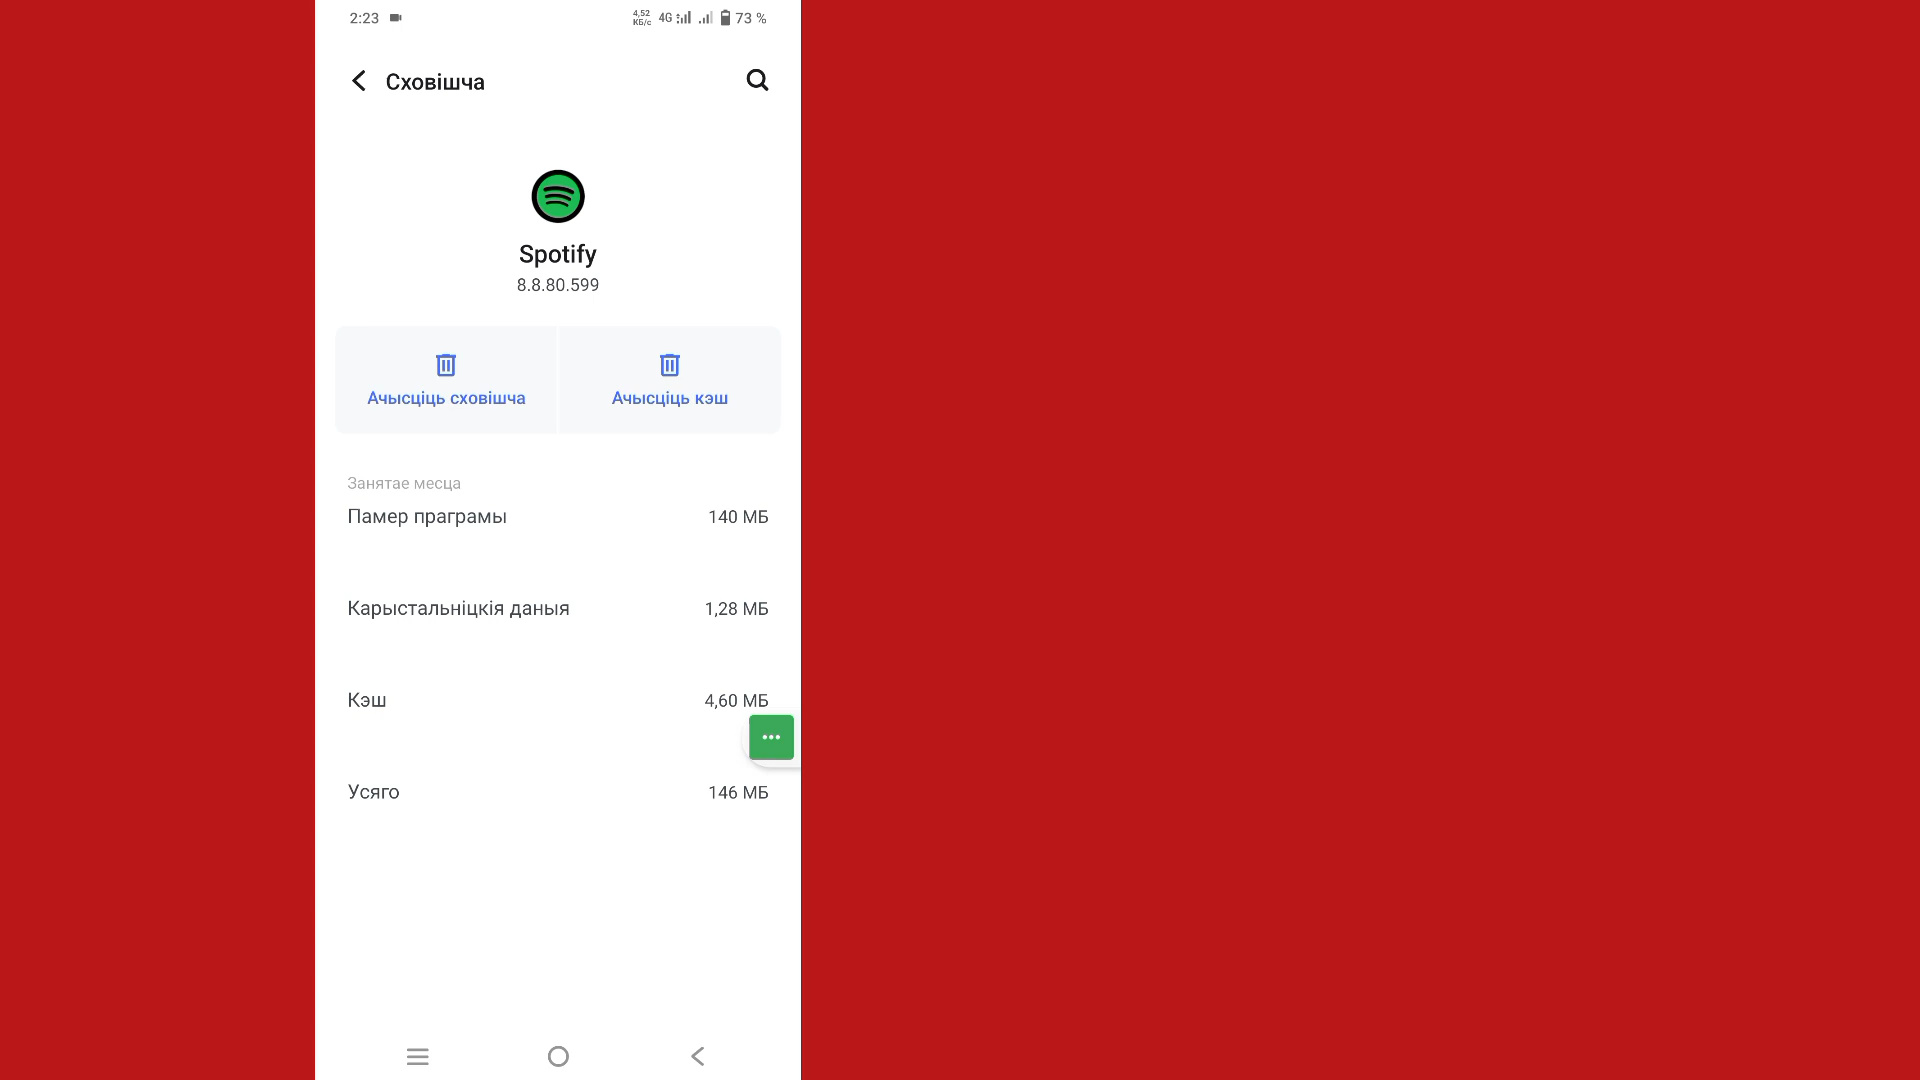 2:23
4,52 КБ/с 4G 73 %
Сховішча
Spotify
8.8.80.599
Ачысціць сховішча
Ачысціць кэш
Занятае месца
Памер праграмы 140 МБ
Карыстальніцкія даныя 1,28 МБ
Кэш 4,60 МБ
Усяго 146 МБ